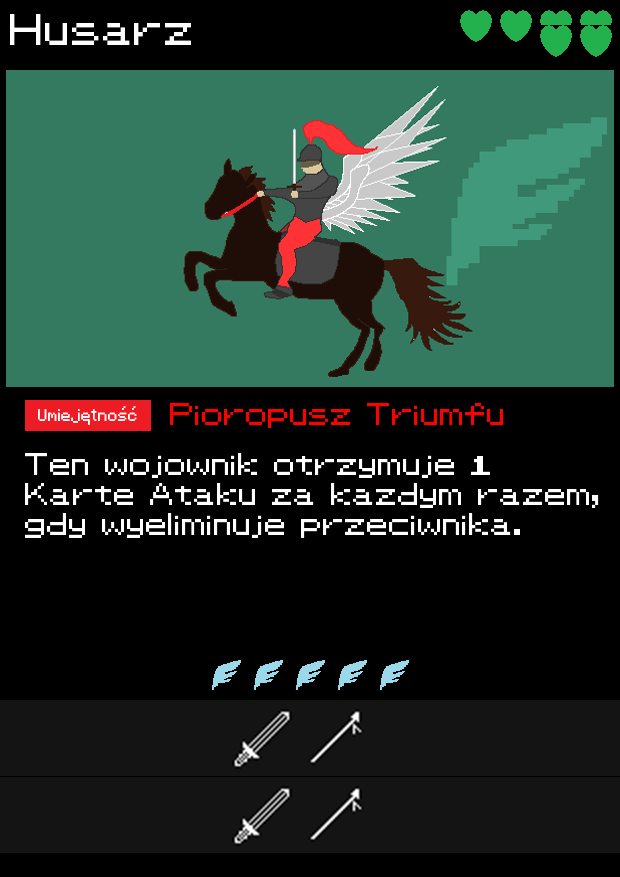 Husarz
Umiejętność Pioropusz Triumfu
Ten wojownik otrzymuje 1
Karte Ataku za kazdym razem,
gdy wyeliminuje przeciwnika.